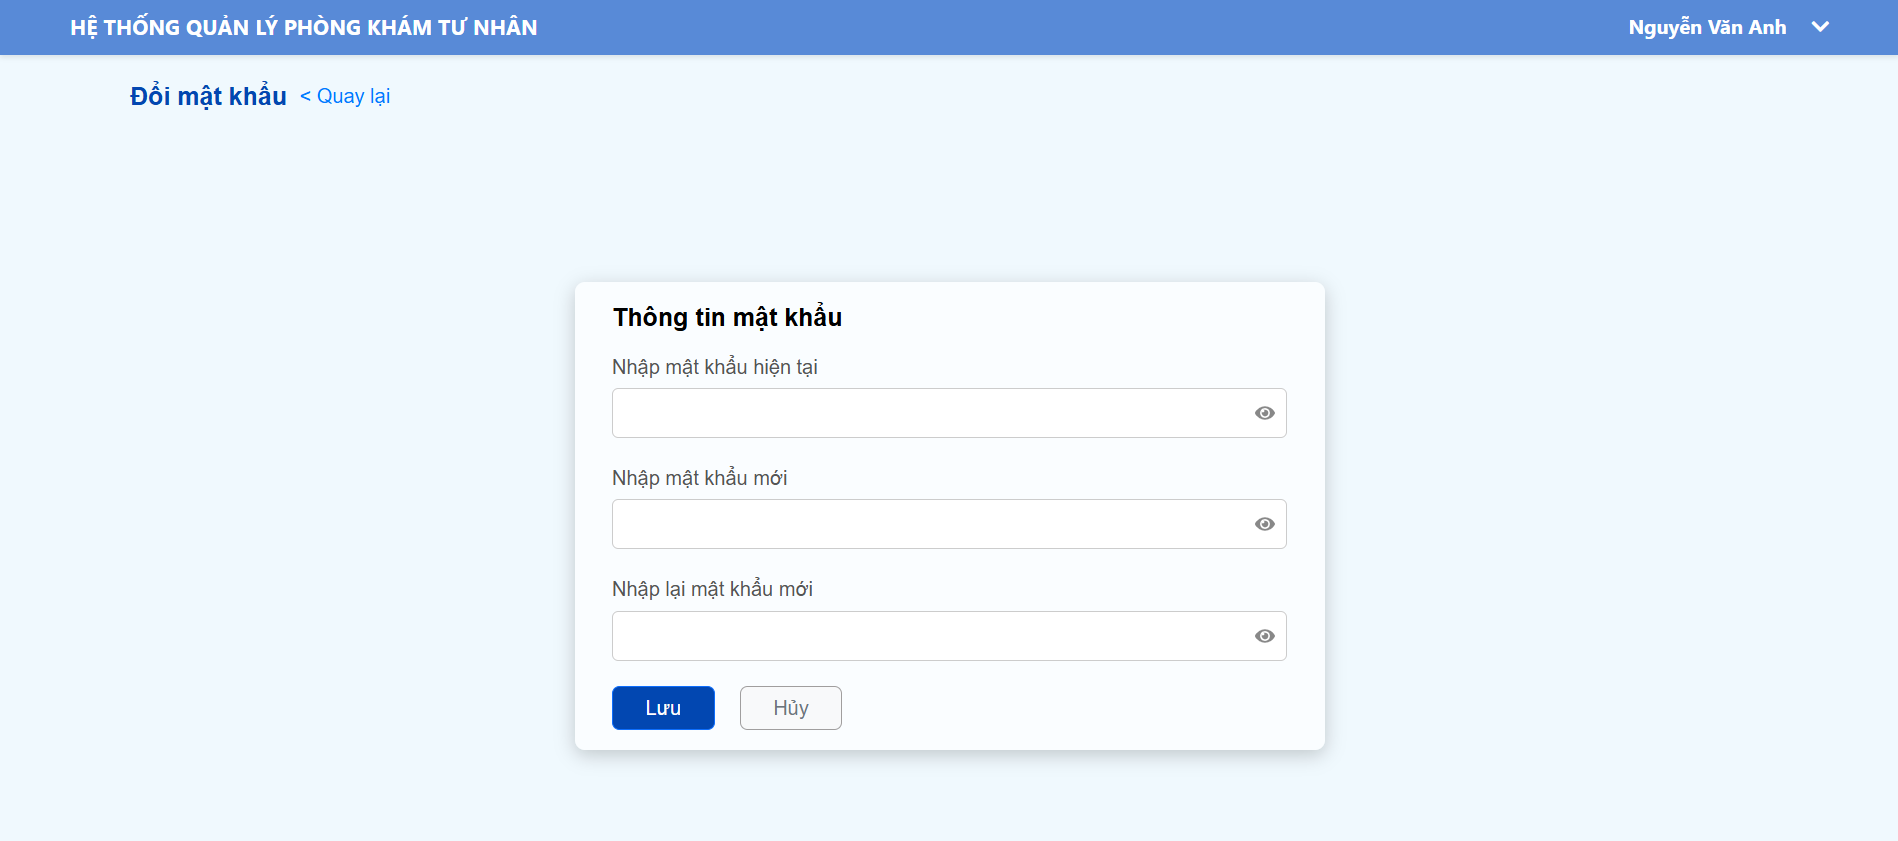 HỆ THỐNG QUẢN LÝ PHÒNG KHÁM TƯ NHÂN
Nguyễn Văn Anh
Đổi mật khẩu < Quay lại
Thông tin mật khẩu
Nhập mật khẩu hiện tại
Nhập mật khẩu mới
Nhập lại mật khẩu mới
Lưu
Hủy